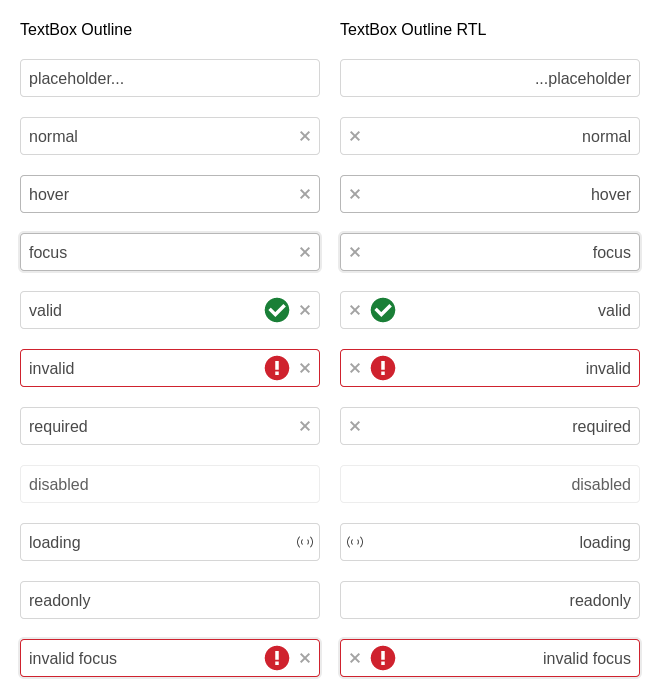 TextBox Outline
TextBox Outline RTL
placeholder...
...placeholder
normal
normal
hover
hover
focus
focus
valid
valid
invalid
invalid
required
required
disabled
disabled
loading
loading
readonly
readonly
invalid focus
invalid focus